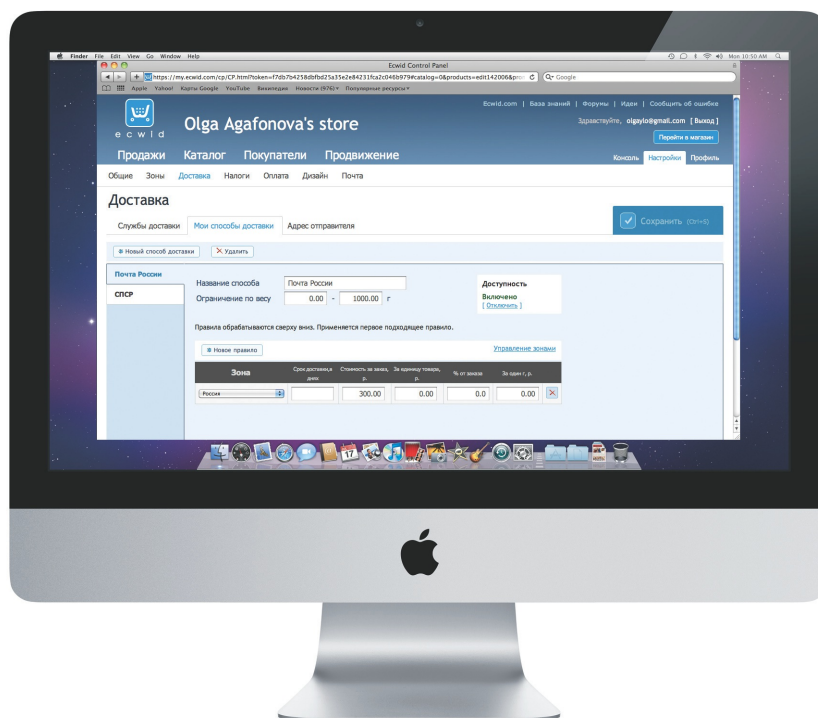 Finder File Edit View Go Window Help
Mon 10:50 AM
Ecwid Control Panel
https://my.ecwid.com/cp/CP.html?token=f7db7b4258dbfbd25a35e2e84231fca2c046b979#catalog=0&products=edit142006&pro
Google
Apple Yahoo! Карты Google YouTube Википедия Новости (976) Популярные ресурсы
Ecwid.com | База знаний | Форумы | Идеи | Сообщить об ошибке
ecwid
Olga Agafonova's store
Здравствуйте, olgaylo@gmail.com [ Выход ]
Перейти в магазин
Продажи Каталог Покупатели Продвижение
Консоль Настройки Профиль
Общие Зоны Доставка Налоги Оплата Дизайн Почта
Доставка
Службы доставки Мои способы доставки Адрес отправителя
Сохранить (Ctrl+S)
Новый способ доставки Удалить
Почта России
СПСР
Название способа Почта России
Ограничение по весу 0.00 - 1000.00 г
Доступность
Включено
[ Отключить ]
Правила обрабатываются сверху вниз. Применяется первое подходящее правило.
Новое правило
Управление зонами
Зона Срок доставки,в днях Стоимость за заказ, р. За единицу товара, р. % от заказа За один г, р.
Россия 300.00 0.00 0.0 0.00
17